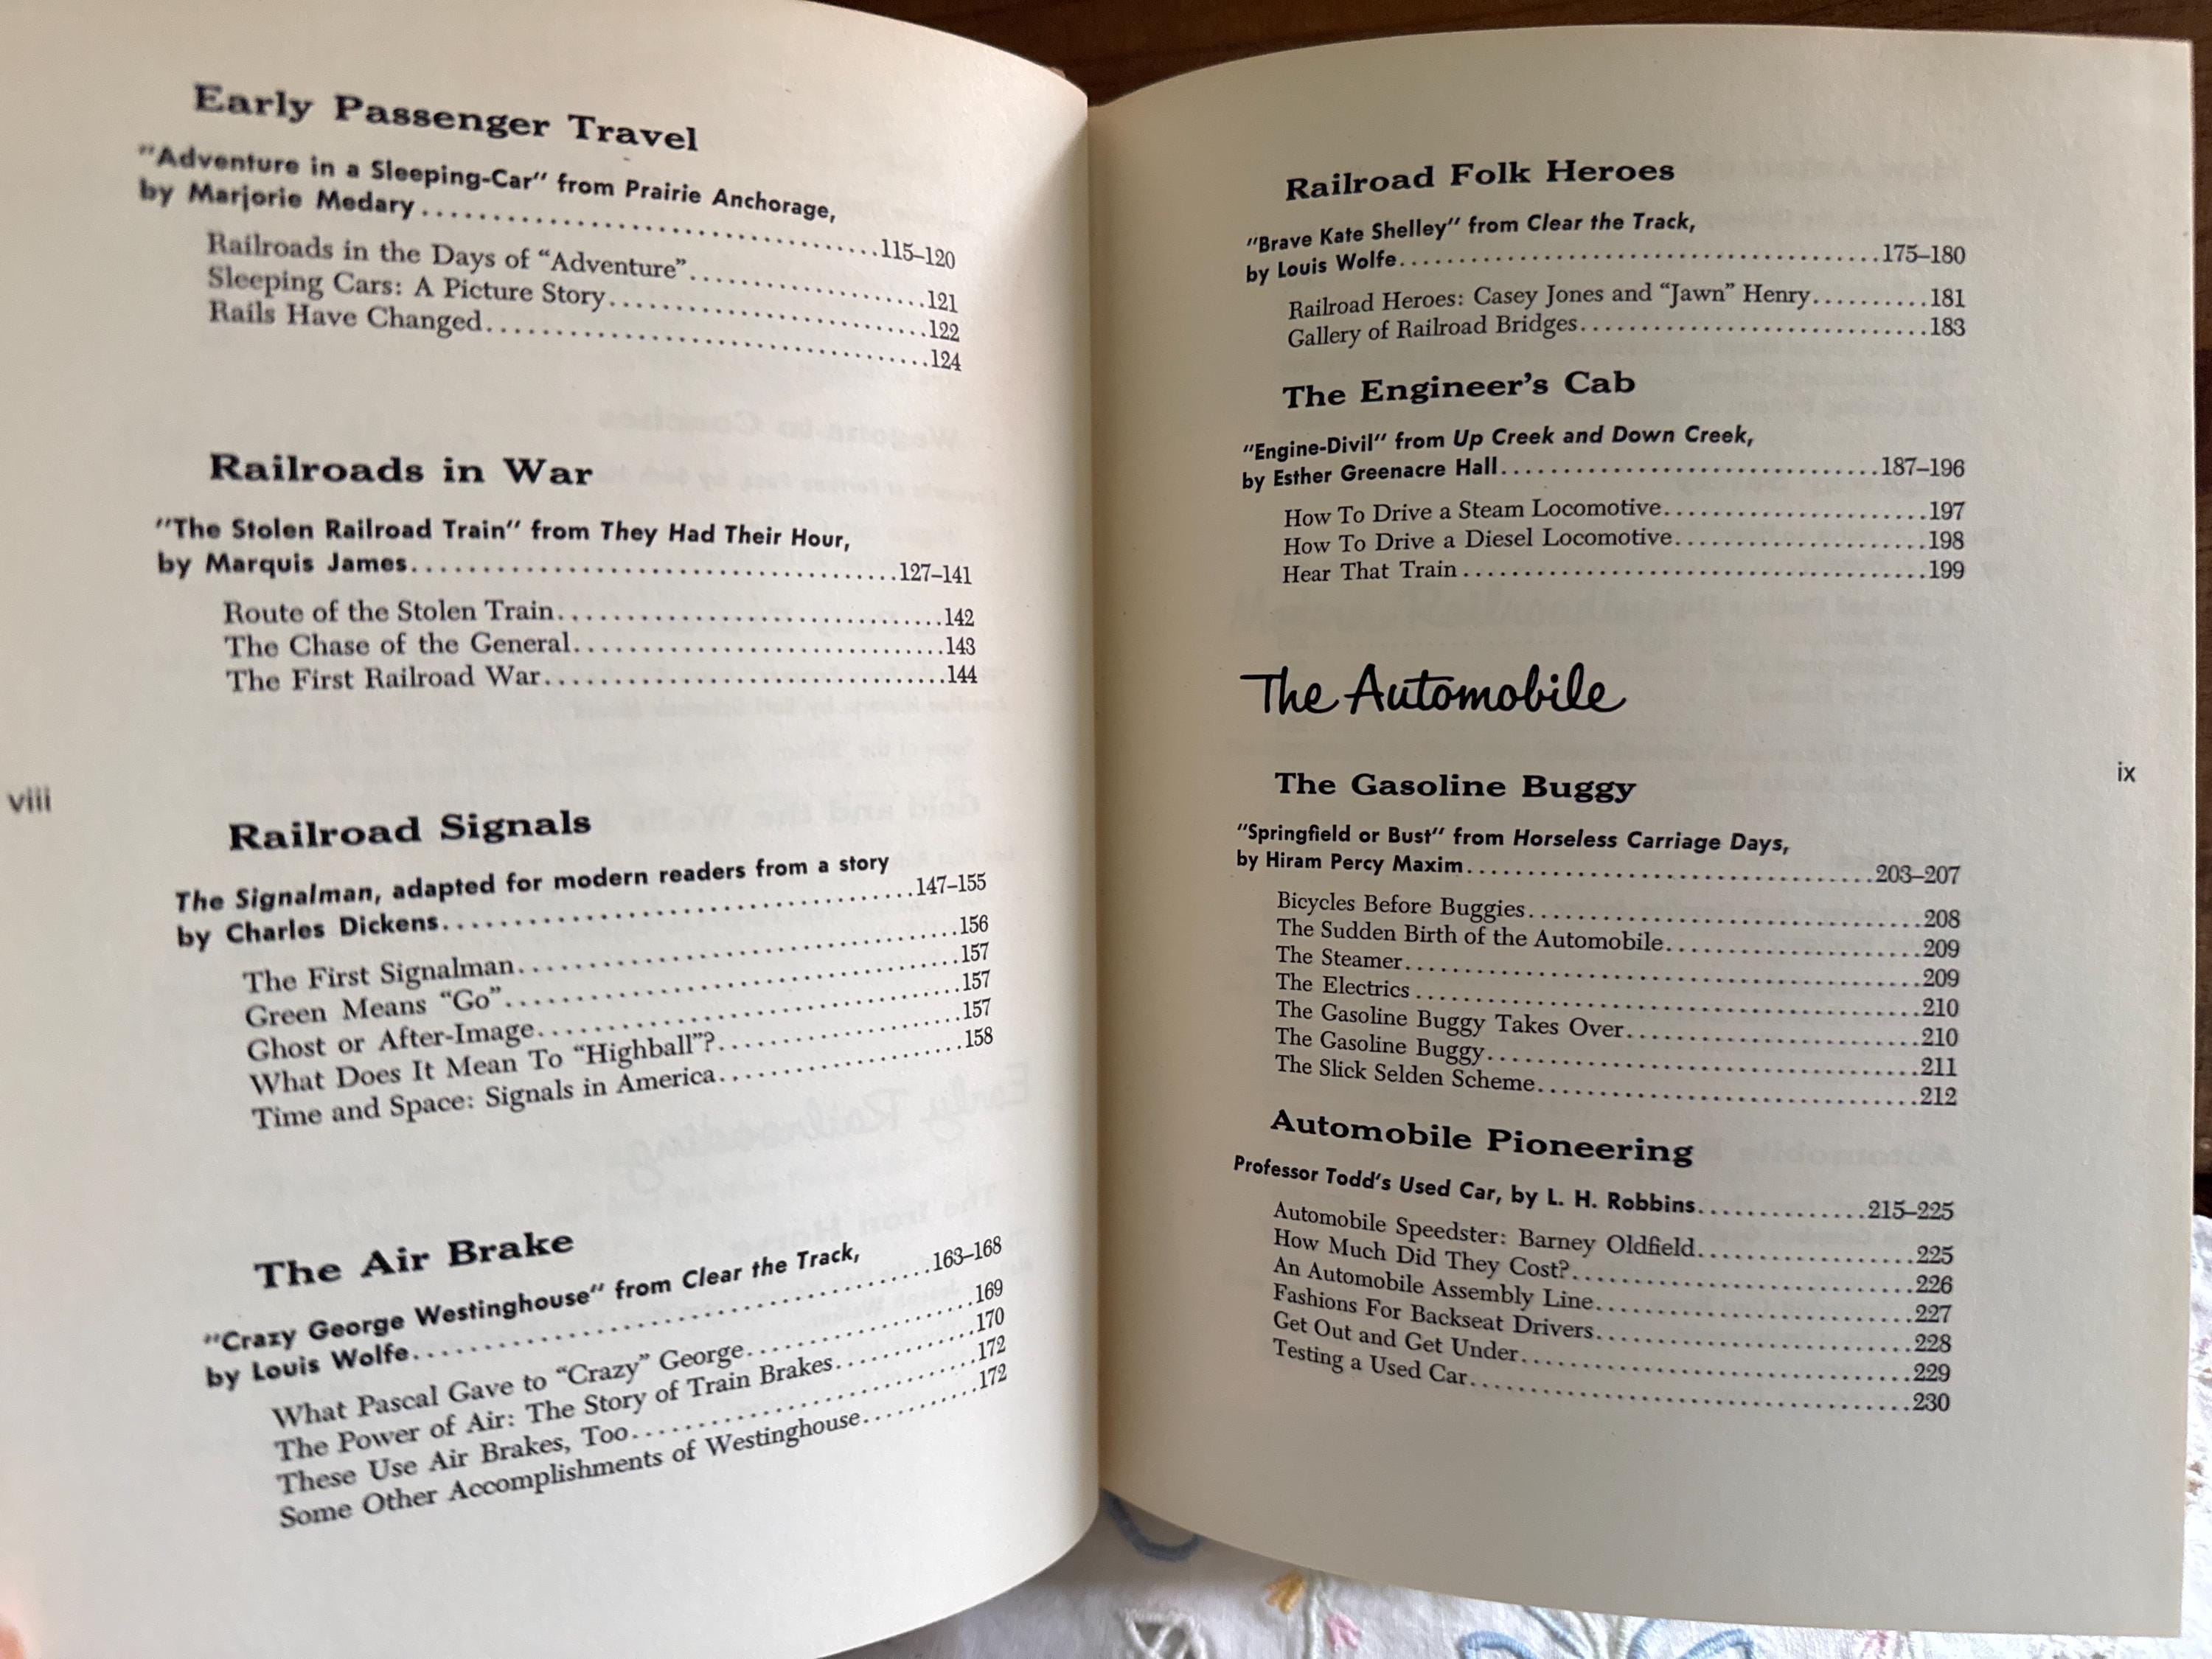 Early Passenger Travel
"Adventure in a Sleeping-Car" from Prairie Anchorage,
by Marjorie Medary........................................115–120
Railroads in the Days of "Adventure"..................121
Sleeping Cars: A Picture Story........................122
Rails Have Changed....................................124
Railroads in War
"The Stolen Railroad Train" from They Had Their Hour,
by Marquis James..................................127–141
Route of the Stolen Train...........................142
The Chase of the General............................143
The First Railroad War..............................144
viii
Railroad Signals
The Signalman, adapted for modern readers from a story
by Charles Dickens.................................147–155
The First Signalman.................................156
Green Means "Go"....................................157
Ghost or After-Image................................157
What Does It Mean To "Highball"?....................157
Time and Space: Signals in America..................158
The Air Brake
"Crazy George Westinghouse" from Clear the Track,
by Louis Wolfe.....................................163–168
What Pascal Gave to "Crazy" George..................169
The Power of Air: The Story of Train Brakes.........170
These Use Air Brakes, Too...........................172
Some Other Accomplishments of Westinghouse..........172
Railroad Folk Heroes
"Brave Kate Shelley" from Clear the Track,
by Louis Wolfe.....................................175–180
Railroad Heroes: Casey Jones and "Jawn" Henry..........181
Gallery of Railroad Bridges............................183
The Engineer's Cab
"Engine-Divil" from Up Creek and Down Creek,
by Esther Greenacre Hall...........................187–196
How To Drive a Steam Locomotive.....................197
How To Drive a Diesel Locomotive....................198
Hear That Train.....................................199
The Automobile
The Gasoline Buggy
ix
"Springfield or Bust" from Horseless Carriage Days,
by Hiram Percy Maxim...............................203–207
Bicycles Before Buggies.............................208
The Sudden Birth of the Automobile..................209
The Steamer.........................................209
The Electrics.......................................210
The Gasoline Buggy Takes Over.......................210
The Gasoline Buggy..................................211
The Slick Selden Scheme.............................212
Automobile Pioneering
Professor Todd's Used Car, by L. H. Robbins..............215–225
Automobile Speedster: Barney Oldfield...............225
How Much Did They Cost?.............................226
An Automobile Assembly Line.........................227
Fashions For Backseat Drivers.......................228
Get Out and Get Under...............................229
Testing a Used Car..................................230